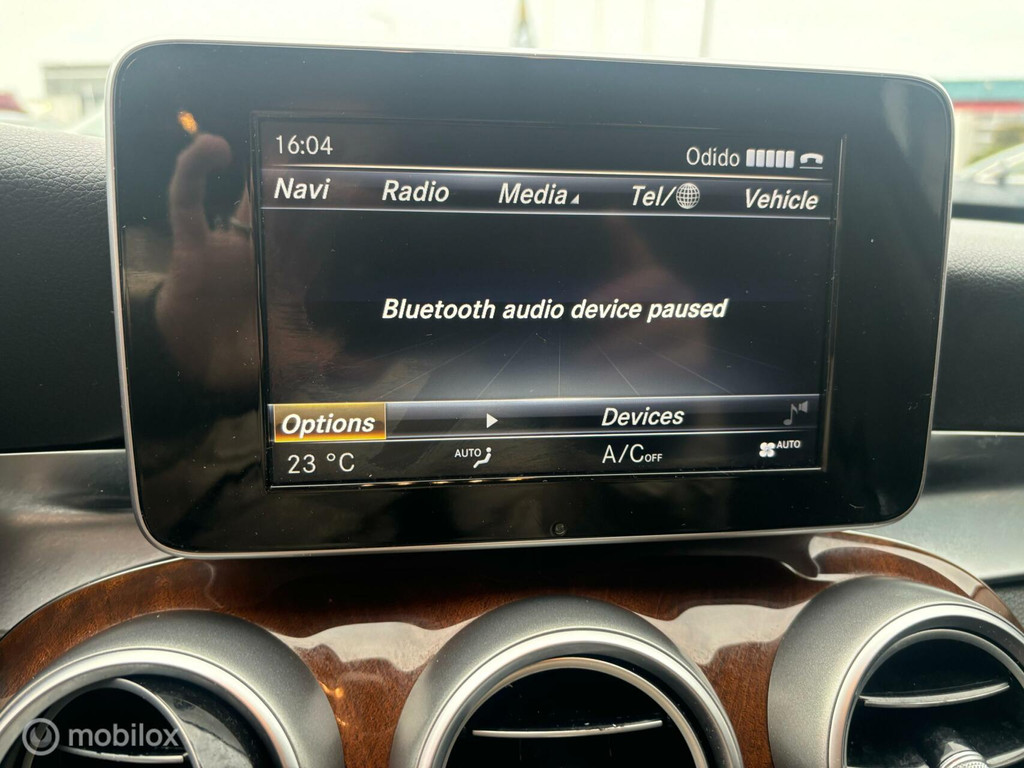 16:04 Odido
Navi Radio Media Tel/ Vehicle
Bluetooth audio device paused
Options Devices
23 °C AUTO A/COFF AUTO
mobilox